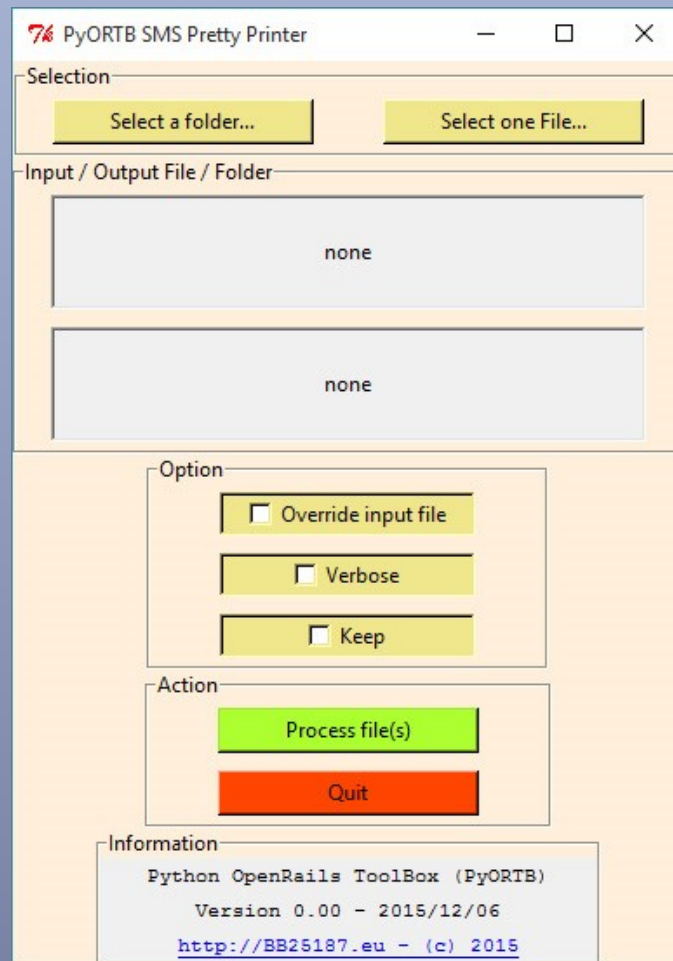 PyORTB SMS Pretty Printer
Selection
Select a folder... Select one File...
Input / Output File / Folder
none
none
Option
Override input file
Verbose
Keep
Action
Process file(s)
Quit
Information
Python OpenRails ToolBox (PyORTB)
Version 0.00 - 2015/12/06
http://BB25187.eu - (c) 2015